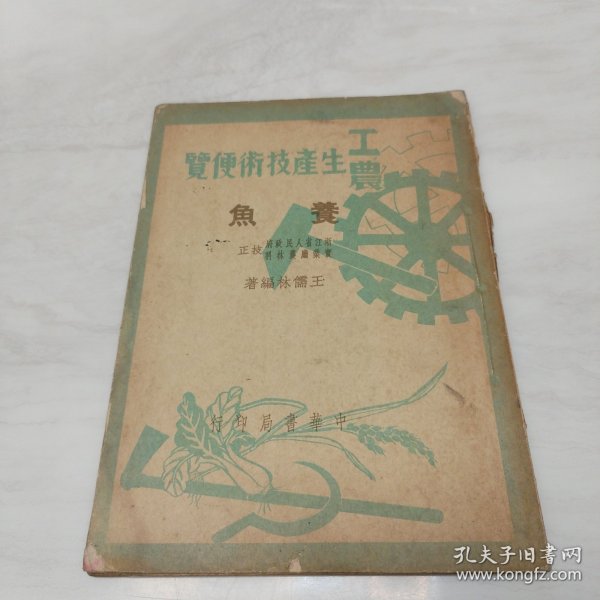 工農生產技術便覽
養魚
浙江省人民政府
實業廳農林科
技正
王儒林編著
中華書局印行
孔夫子旧书网
www.kongfz.com